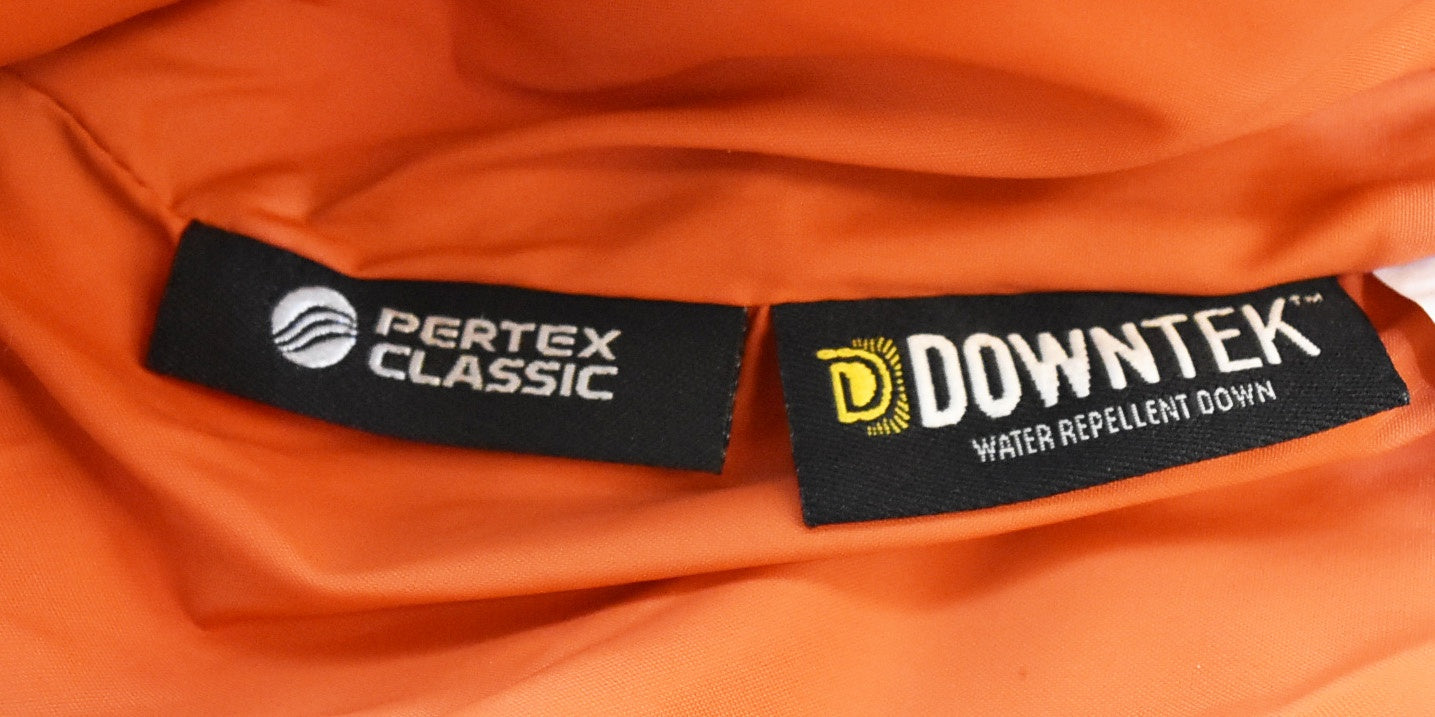 PERTEX
CLASSIC
DOWNTEK™
WATER REPELLENT DOWN